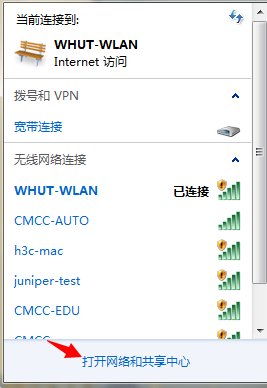 当前连接到:
WHUT-WLAN
Internet 访问
拨号和 VPN
宽带连接
无线网络连接
WHUT-WLAN 已连接
CMCC-AUTO
h3c-mac
juniper-test
CMCC-EDU
CMCC
打开网络和共享中心